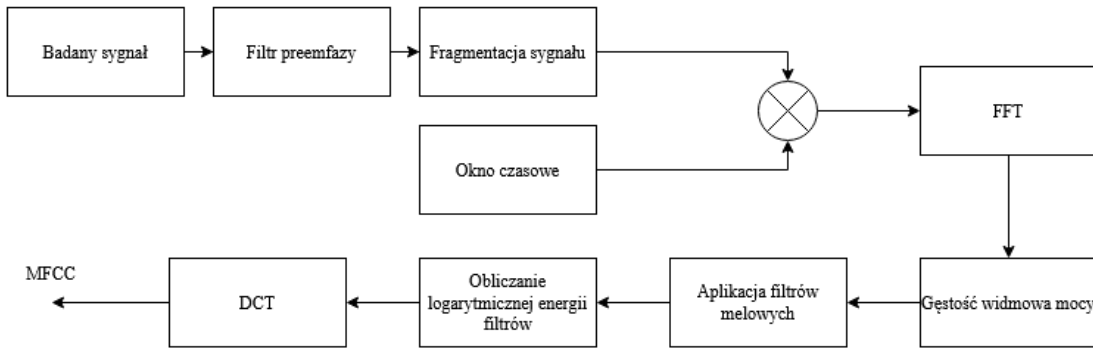 Badany sygnał
Filtr preemfazy
Fragmentacja sygnału
FFT
Okno czasowe
MFCC
DCT
Obliczanie
logarytmicznej energii
filtrów
Aplikacja filtrów
melowych
Gęstość widmowa mocy